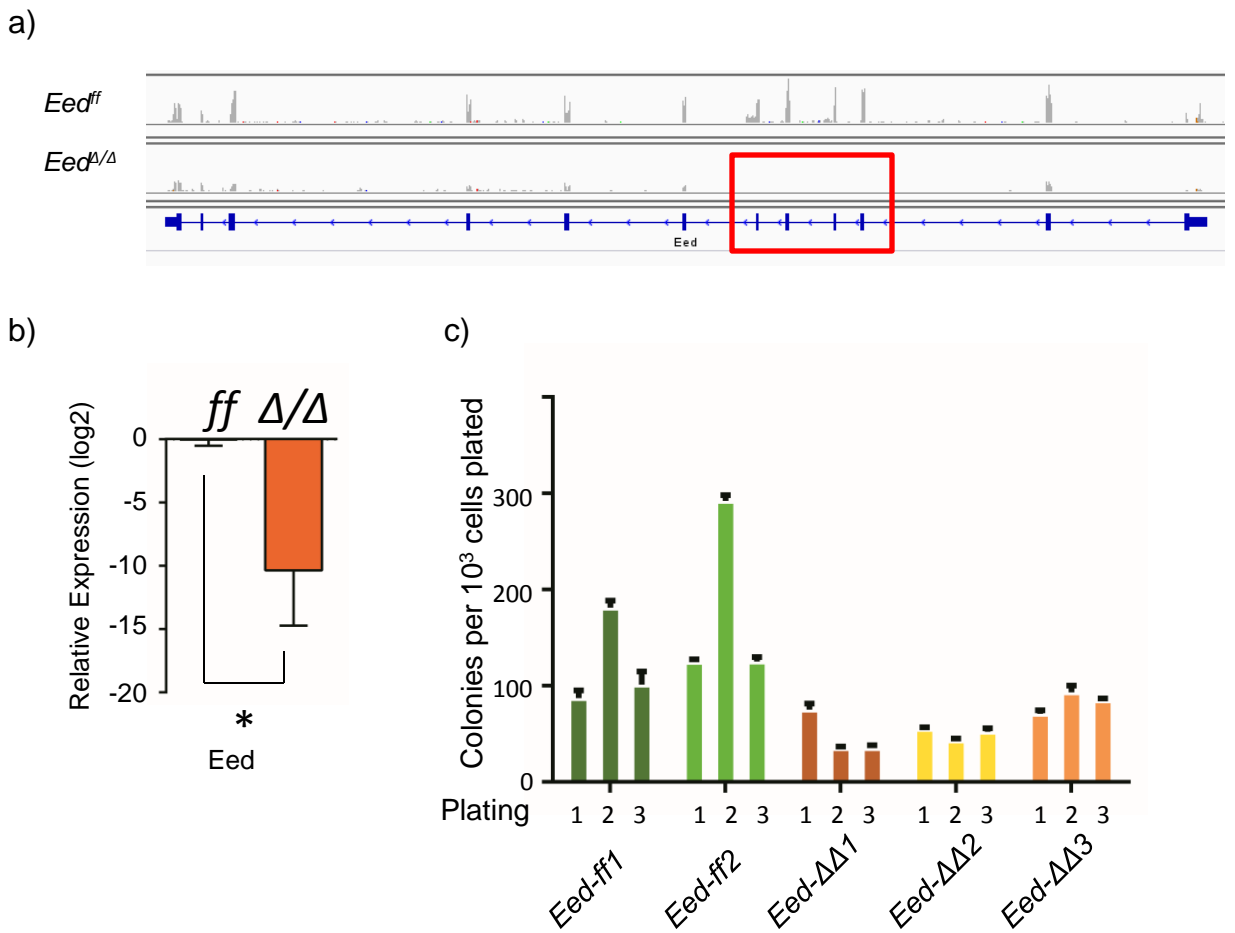 a)
Eedᶠᶠ
Eed^Δ/Δ
Eed
b)
ff Δ/Δ
Relative Expression (log2)
0
-5
-10
-15
-20
*
Eed
c)
Colonies per 10³ cells plated
300
200
100
0
Plating 1 2 3 1 2 3 1 2 3 1 2 3 1 2 3
Eed-ff1 Eed-ff2 Eed-ΔΔ1 Eed-ΔΔ2 Eed-ΔΔ3